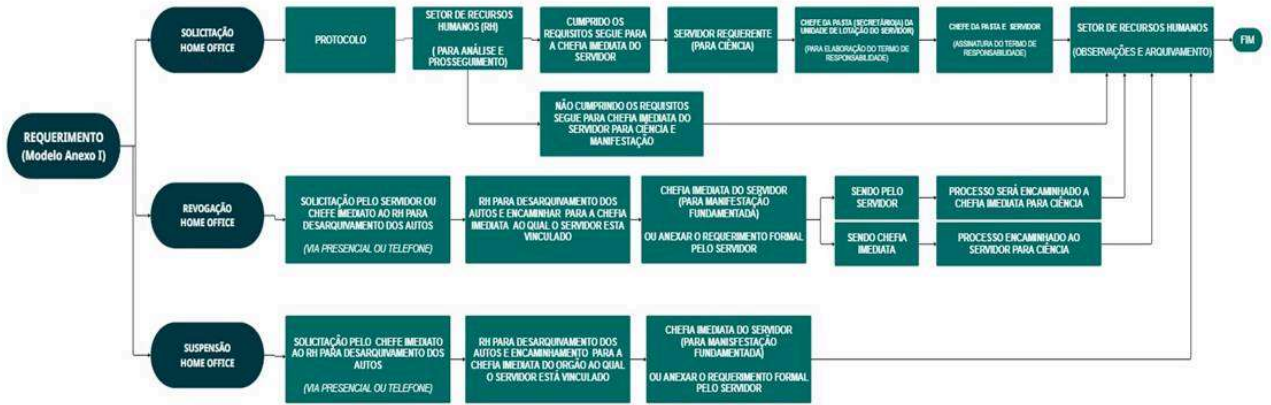 REQUERIMENTO
(Modelo Anexo I)
SOLICITAÇÃO
HOME OFFICE
PROTOCOLO
SETOR DE RECURSOS
HUMANOS (RH)
( PARA ANÁLISE E
PROSSEGUIMENTO)
CUMPRIDO OS
REQUISITOS SEGUE PARA
A CHEFIA IMEDIATA DO
SERVIDOR
SERVIDOR REQUERENTE
(PARA CIÊNCIA)
CHEFE DA PASTA (SECRETÁRIO(A) DA
UNIDADE DE LOTAÇÃO DO SERVIDOR)
(PARA ELABORAÇÃO DO TERMO DE
RESPONSABILIDADE)
CHEFE DA PASTA E SERVIDOR
(ASSINATURA DO TERMO DE
RESPONSABILIDADE)
SETOR DE RECURSOS HUMANOS
(OBSERVAÇÕES E ARQUIVAMENTO)
FIM
NÃO CUMPRINDO OS REQUISITOS
SEGUE PARA CHEFIA IMEDIATA DO
SERVIDOR PARA CIÊNCIA E
MANIFESTAÇÃO
REVOGAÇÃO
HOME OFFICE
SOLICITAÇÃO PELO SERVIDOR OU
CHEFE IMEDIATO AO RH PARA
DESARQUIVAMENTO DOS AUTOS
(VIA PRESENCIAL OU TELEFONE)
RH PARA DESARQUIVAMENTO DOS
AUTOS E ENCAMINHAR PARA A CHEFIA
IMEDIATA AO QUAL O SERVIDOR ESTA
VINCULADO
CHEFIA IMEDIATA DO SERVIDOR
(PARA MANIFESTAÇÃO
FUNDAMENTADA)
OU ANEXAR O REQUERIMENTO FORMAL
PELO SERVIDOR
SENDO PELO
SERVIDOR
PROCESSO SERÁ ENCAMINHADO A
CHEFIA IMEDIATA PARA CIÊNCIA
SENDO CHEFIA
IMEDIATA
PROCESSO ENCAMINHADO AO
SERVIDOR PARA CIÊNCIA
SUSPENSÃO
HOME OFFICE
SOLICITAÇÃO PELO CHEFE IMEDIATO
AO RH PARA DESARQUIVAMENTO DOS
AUTOS
(VIA PRESENCIAL OU TELEFONE)
RH PARA DESARQUIVAMENTO DOS
AUTOS E ENCAMINHAMENTO PARA A
CHEFIA IMEDIATA DO ORGÃO AO QUAL
O SERVIDOR ESTÁ VINCULADO
CHEFIA IMEDIATA DO SERVIDOR
(PARA MANISFESTAÇÃO
FUNDAMENTADA)
OU ANEXAR O REQUERIMENTO FORMAL
PELO SERVIDOR